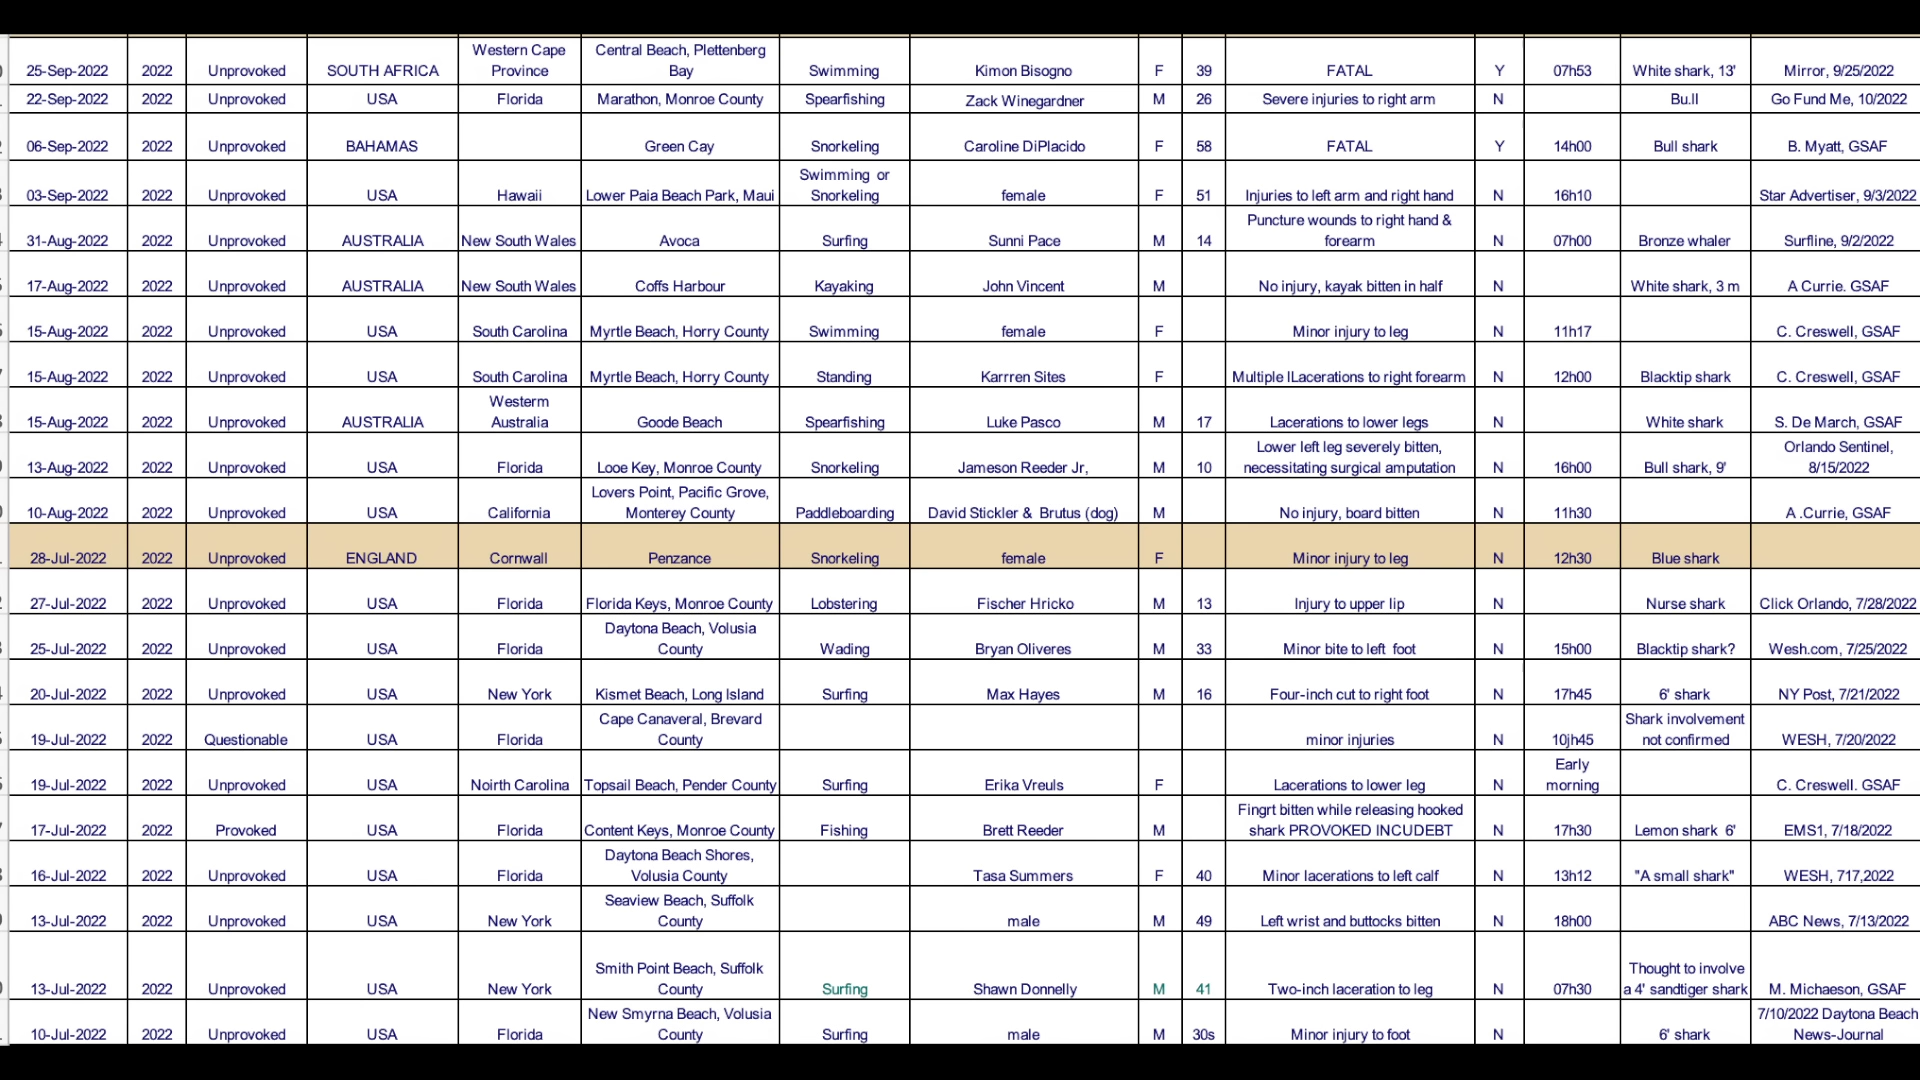 Western Cape Central Beach, Plettenberg
25-Sep-2022 2022 Unprovoked SOUTH AFRICA Province Bay Swimming Kimon Bisogno F 39 FATAL Y 07h53 White shark, 13' Mirror, 9/25/2022
22-Sep-2022 2022 Unprovoked USA Florida Marathon, Monroe County Spearfishing Zack Winegardner M 26 Severe injuries to right arm N Bu.ll Go Fund Me, 10/2022
06-Sep-2022 2022 Unprovoked BAHAMAS Green Cay Snorkeling Caroline DiPlacido F 58 FATAL Y 14h00 Bull shark B. Myatt, GSAF
Swimming or
03-Sep-2022 2022 Unprovoked USA Hawaii Lower Paia Beach Park, Maui Snorkeling female F 51 Injuries to left arm and right hand N 16h10 Star Advertiser, 9/3/2022
Puncture wounds to right hand &
31-Aug-2022 2022 Unprovoked AUSTRALIA New South Wales Avoca Surfing Sunni Pace M 14 forearm N 07h00 Bronze whaler Surfline, 9/2/2022
17-Aug-2022 2022 Unprovoked AUSTRALIA New South Wales Coffs Harbour Kayaking John Vincent M No injury, kayak bitten in half N White shark, 3 m A Currie. GSAF
15-Aug-2022 2022 Unprovoked USA South Carolina Myrtle Beach, Horry County Swimming female F Minor injury to leg N 11h17 C. Creswell, GSAF
15-Aug-2022 2022 Unprovoked USA South Carolina Myrtle Beach, Horry County Standing Karrren Sites F Multiple lLacerations to right forearm N 12h00 Blacktip shark C. Creswell, GSAF
Westerm
15-Aug-2022 2022 Unprovoked AUSTRALIA Australia Goode Beach Spearfishing Luke Pasco M 17 Lacerations to lower legs N White shark S. De March, GSAF
Lower left leg severely bitten, Orlando Sentinel,
13-Aug-2022 2022 Unprovoked USA Florida Looe Key, Monroe County Snorkeling Jameson Reeder Jr, M 10 necessitating surgical amputation N 16h00 Bull shark, 9' 8/15/2022
Lovers Point, Pacific Grove,
10-Aug-2022 2022 Unprovoked USA California Monterey County Paddleboarding David Stickler & Brutus (dog) M No injury, board bitten N 11h30 A .Currie, GSAF
28-Jul-2022 2022 Unprovoked ENGLAND Cornwall Penzance Snorkeling female F Minor injury to leg N 12h30 Blue shark
27-Jul-2022 2022 Unprovoked USA Florida Florida Keys, Monroe County Lobstering Fischer Hricko M 13 Injury to upper lip N Nurse shark Click Orlando, 7/28/2022
Daytona Beach, Volusia
25-Jul-2022 2022 Unprovoked USA Florida County Wading Bryan Oliveres M 33 Minor bite to left foot N 15h00 Blacktip shark? Wesh.com, 7/25/2022
20-Jul-2022 2022 Unprovoked USA New York Kismet Beach, Long Island Surfing Max Hayes M 16 Four-inch cut to right foot N 17h45 6' shark NY Post, 7/21/2022
Cape Canaveral, Brevard Shark involvement
19-Jul-2022 2022 Questionable USA Florida County minor injuries N 10jh45 not confirmed WESH, 7/20/2022
Early
19-Jul-2022 2022 Unprovoked USA Noirth Carolina Topsail Beach, Pender County Surfing Erika Vreuls F Lacerations to lower leg N morning C. Creswell. GSAF
Fingrt bitten while releasing hooked
17-Jul-2022 2022 Provoked USA Florida Content Keys, Monroe County Fishing Brett Reeder M shark PROVOKED INCUDEBT N 17h30 Lemon shark 6' EMS1, 7/18/2022
Daytona Beach Shores,
16-Jul-2022 2022 Unprovoked USA Florida Volusia County Tasa Summers F 40 Minor lacerations to left calf N 13h12 "A small shark" WESH, 717,2022
Seaview Beach, Suffolk
13-Jul-2022 2022 Unprovoked USA New York County male M 49 Left wrist and buttocks bitten N 18h00 ABC News, 7/13/2022
Smith Point Beach, Suffolk Thought to involve
13-Jul-2022 2022 Unprovoked USA New York County Surfing Shawn Donnelly M 41 Two-inch laceration to leg N 07h30 a 4' sandtiger shark M. Michaeson, GSAF
New Smyrna Beach, Volusia 7/10/2022 Daytona Beach
10-Jul-2022 2022 Unprovoked USA Florida County Surfing male M 30s Minor injury to foot N 6' shark News-Journal